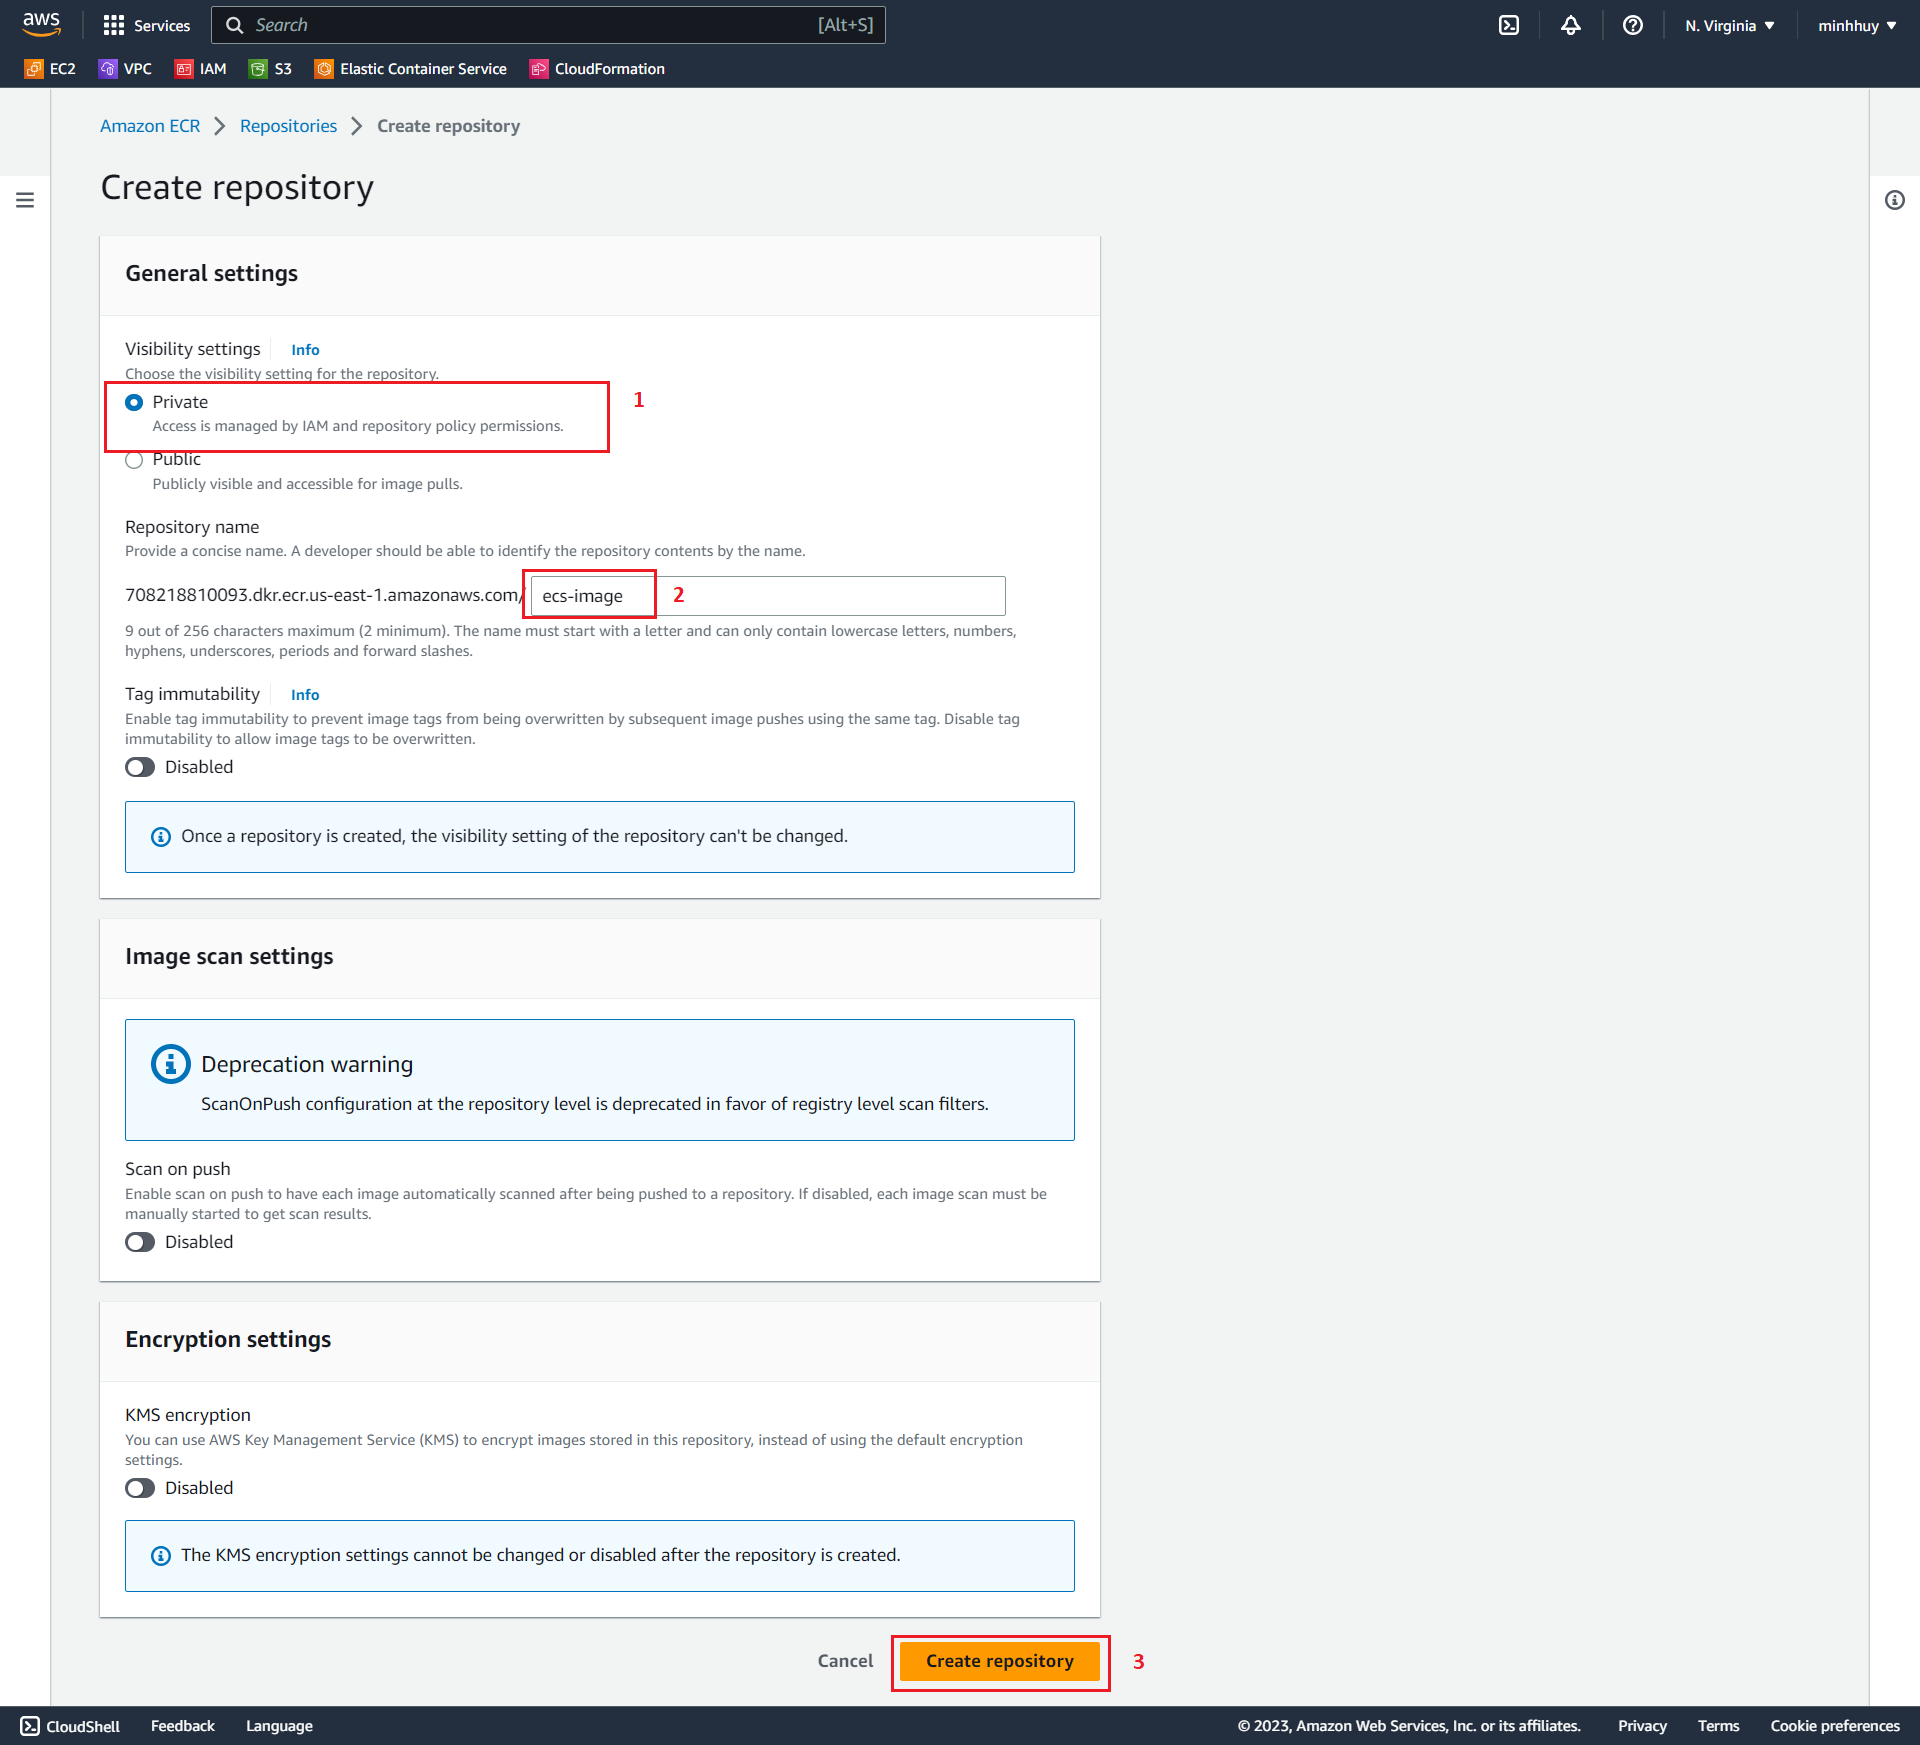 aws
Services
Search [Alt+S]
N. Virginia
minhhuy
EC2 VPC IAM S3 Elastic Container Service CloudFormation
Amazon ECR Repositories Create repository
Create repository
General settings
Visibility settings Info
Choose the visibility setting for the repository.
Private
1
Access is managed by IAM and repository policy permissions.
Public
Publicly visible and accessible for image pulls.
Repository name
Provide a concise name. A developer should be able to identify the repository contents by the name.
708218810093.dkr.ecr.us-east-1.amazonaws.com/ ecs-image 2
9 out of 256 characters maximum (2 minimum). The name must start with a letter and can only contain lowercase letters, numbers,
hyphens, underscores, periods and forward slashes.
Tag immutability Info
Enable tag immutability to prevent image tags from being overwritten by subsequent image pushes using the same tag. Disable tag
immutability to allow image tags to be overwritten.
Disabled
Once a repository is created, the visibility setting of the repository can't be changed.
Image scan settings
Deprecation warning
ScanOnPush configuration at the repository level is deprecated in favor of registry level scan filters.
Scan on push
Enable scan on push to have each image automatically scanned after being pushed to a repository. If disabled, each image scan must be
manually started to get scan results.
Disabled
Encryption settings
KMS encryption
You can use AWS Key Management Service (KMS) to encrypt images stored in this repository, instead of using the default encryption
settings.
Disabled
The KMS encryption settings cannot be changed or disabled after the repository is created.
Cancel Create repository 3
CloudShell Feedback Language © 2023, Amazon Web Services, Inc. or its affiliates. Privacy Terms Cookie preferences